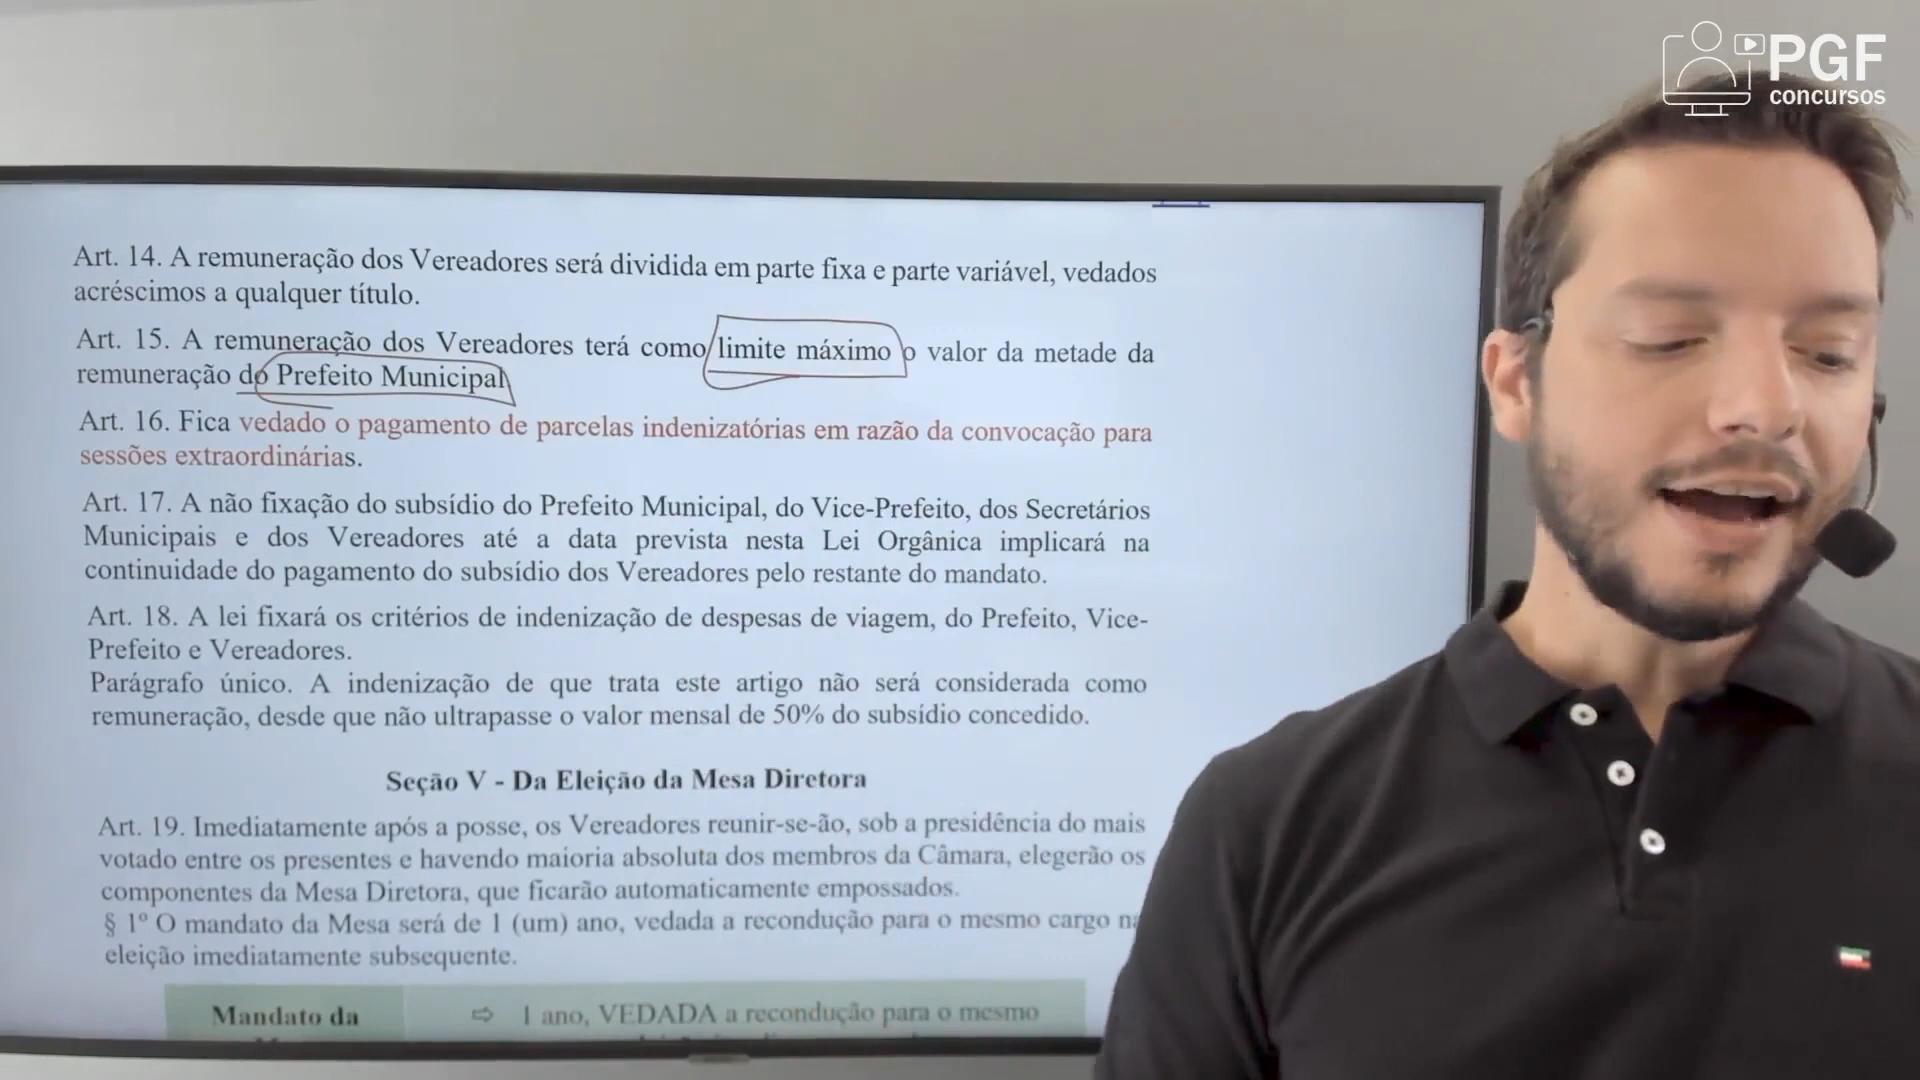 PGF
concursos
Art. 14. A remuneração dos Vereadores será dividida em parte fixa e parte variável, vedados
acréscimos a qualquer título.
Art. 15. A remuneração dos Vereadores terá como limite máximo o valor da metade da
remuneração do Prefeito Municipal
Art. 16. Fica vedado o pagamento de parcelas indenizatórias em razão da convocação para
sessões extraordinárias.
Art. 17. A não fixação do subsídio do Prefeito Municipal, do Vice-Prefeito, dos Secretários
Municipais e dos Vereadores até a data prevista nesta Lei Orgânica implicará na
continuidade do pagamento do subsídio dos Vereadores pelo restante do mandato.
Art. 18. A lei fixará os critérios de indenização de despesas de viagem, do Prefeito, Vice-
Prefeito e Vereadores.
Parágrafo único. A indenização de que trata este artigo não será considerada como
remuneração, desde que não ultrapasse o valor mensal de 50% do subsídio concedido.
Seção V - Da Eleição da Mesa Diretora
Art. 19. Imediatamente após a posse, os Vereadores reunir-se-ão, sob a presidência do mais
votado entre os presentes e havendo maioria absoluta dos membros da Câmara, elegerão os
componentes da Mesa Diretora, que ficarão automaticamente empossados.
§ 1º O mandato da Mesa será de 1 (um) ano, vedada a recondução para o mesmo cargo na
eleição imediatamente subsequente.
Mandato da ⇨ 1 ano, VEDADA a recondução para o mesmo